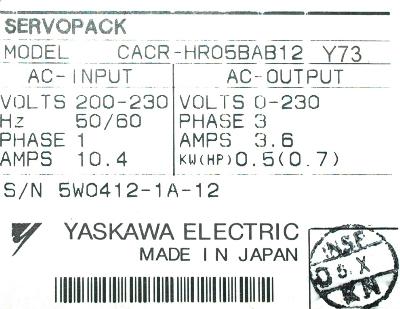 SERVOPACK
MODEL CACR-HR05BAB12 Y73
AC-INPUT AC-OUTPUT
VOLTS 200-230 VOLTS 0-230
Hz 50/60 PHASE 3
PHASE 1 AMPS 3.6
AMPS 10.4 KW(HP) 0.5(0.7)
S/N 5W0412-1A-12
YASKAWA ELECTRIC
MADE IN JAPAN
INSF
KN